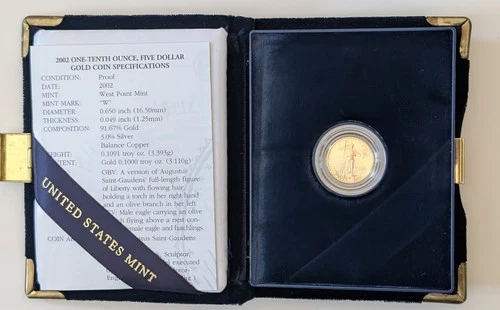 2002 ONE-TENTH OUNCE, FIVE DOLLAR
GOLD COIN SPECIFICATIONS
CONDITION: Proof
DATE: 2002
MINT: West Point Mint
MINT MARK: "W"
DIAMETER: 0.650 inch (16.50mm)
THICKNESS: 0.049 inch (1.25mm)
COMPOSITION: 91.67% Gold
3.0% Silver
Balance Copper
EIGHT: 0.1091 troy oz. (3.393g)
TENT: Gold 0.1000 troy oz. (3.110g)
OBV: A version of Augustus
Saint-Gaudens' full-length figure
of Liberty with flowing hair,
holding a torch in her right hand
and an olive branch in her left
V: Male eagle carrying an olive
h flying above a nest con-
female eagle and hatchlings
COIN Saint-Gaudens
Sculptor,
executed
UNITED STATES MINT